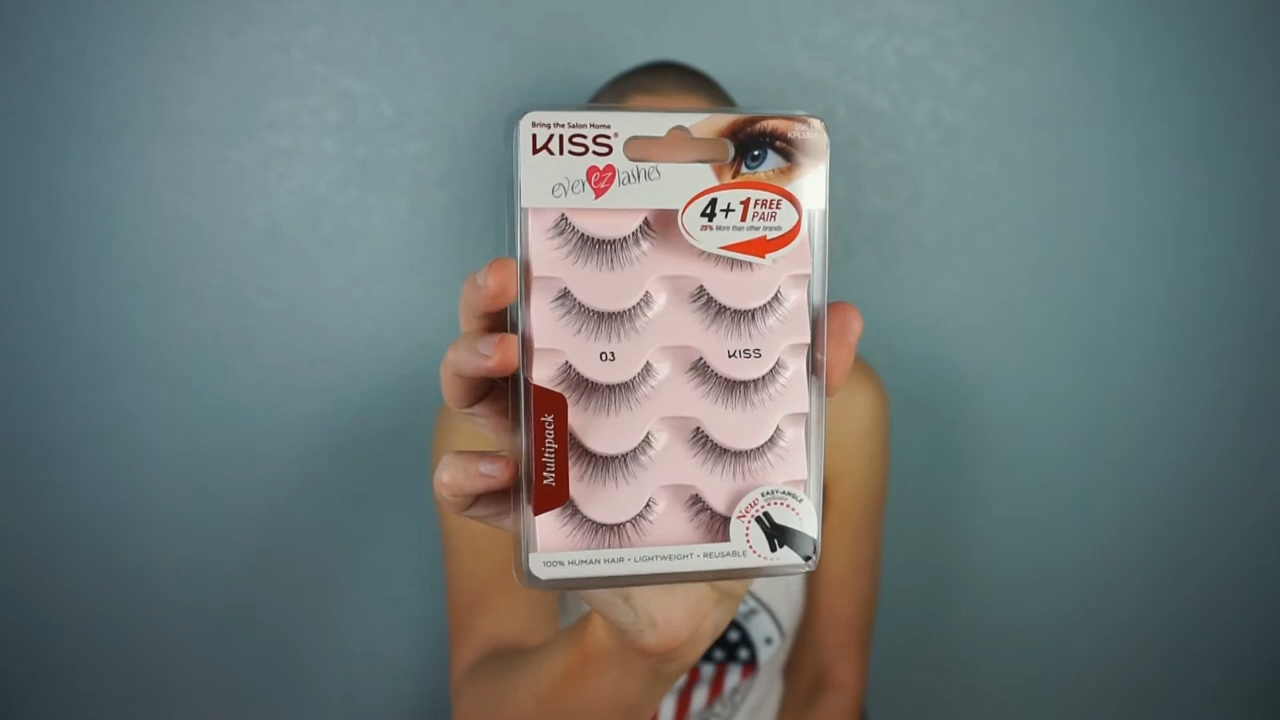 Bring the Salon Home
KISS®
ever ez lashes
4+1 FREE PAIR
25% More than other brands
03
KISS
Multipack
New EASY-ANGLE
100% HUMAN HAIR • LIGHTWEIGHT • REUSABLE